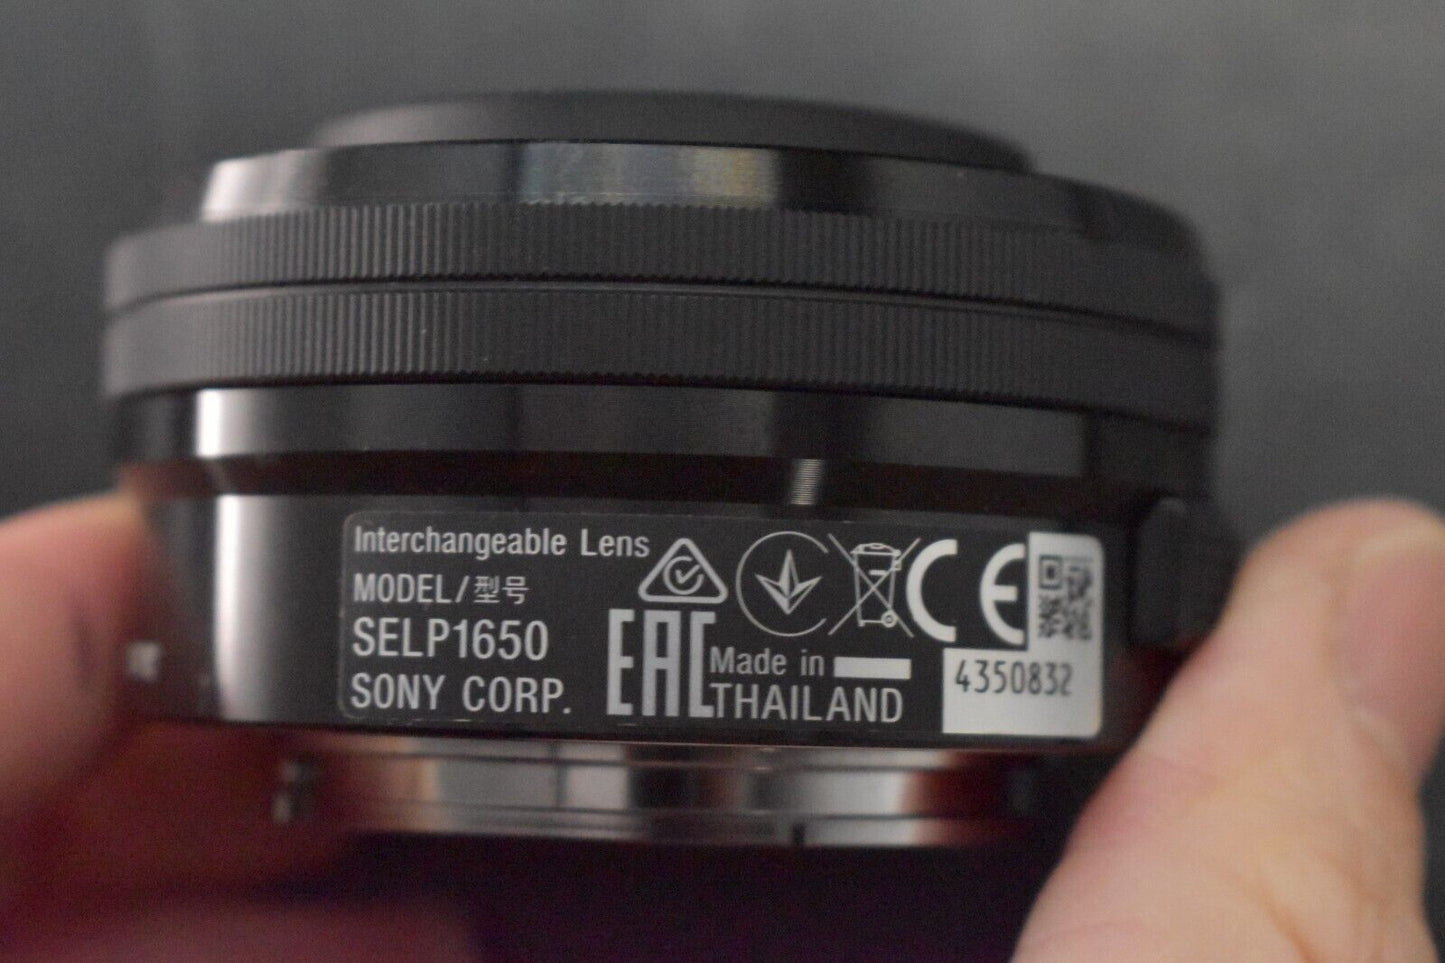 Interchangeable Lens
MODEL/型号
SELP1650
SONY CORP.
EAC
CE
Made in
THAILAND
4350832